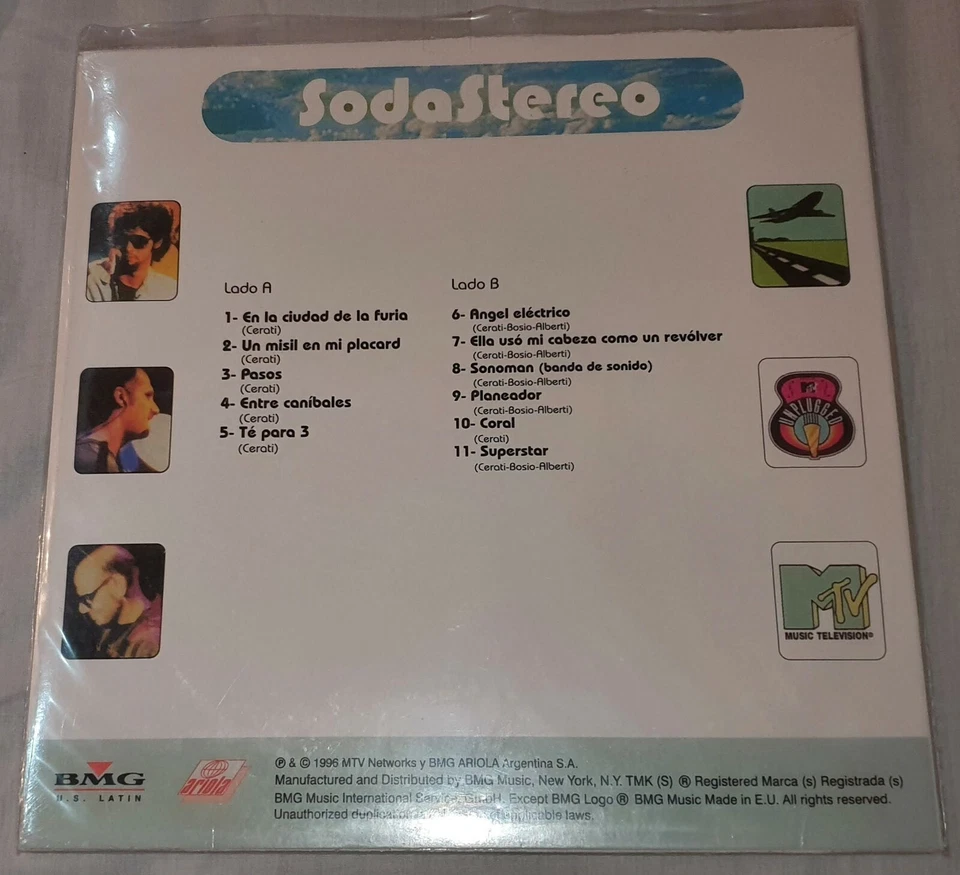 SodaStereo
Lado A
1- En la ciudad de la furia
(Cerati)
2- Un misil en mi placard
(Cerati)
3- Pasos
(Cerati)
4- Entre caníbales
(Cerati)
5- Té para 3
(Cerati)
Lado B
6- Angel eléctrico
(Cerati-Bosio-Alberti)
7- Ella usó mi cabeza como un revólver
(Cerati-Bosio-Alberti)
8- Sonoman (banda de sonido)
(Cerati-Bosio-Alberti)
9- Planeador
(Cerati-Bosio-Alberti)
10- Coral
(Cerati)
11- Superstar
(Cerati-Bosio-Alberti)
MTV
UNPLUGGED
MTV
MUSIC TELEVISION®
BMG
U.S. LATIN
ariola
℗ & © 1996 MTV Networks y BMG ARIOLA Argentina S.A.
Manufactured and Distributed by BMG Music, New York, N.Y. TMK (S) ® Registered Marca (s) Registrada (s)
BMG Music International Service GmbH. Except BMG Logo ® BMG Music Made in E.U. All rights reserved.
Unauthorized duplication applicable laws.